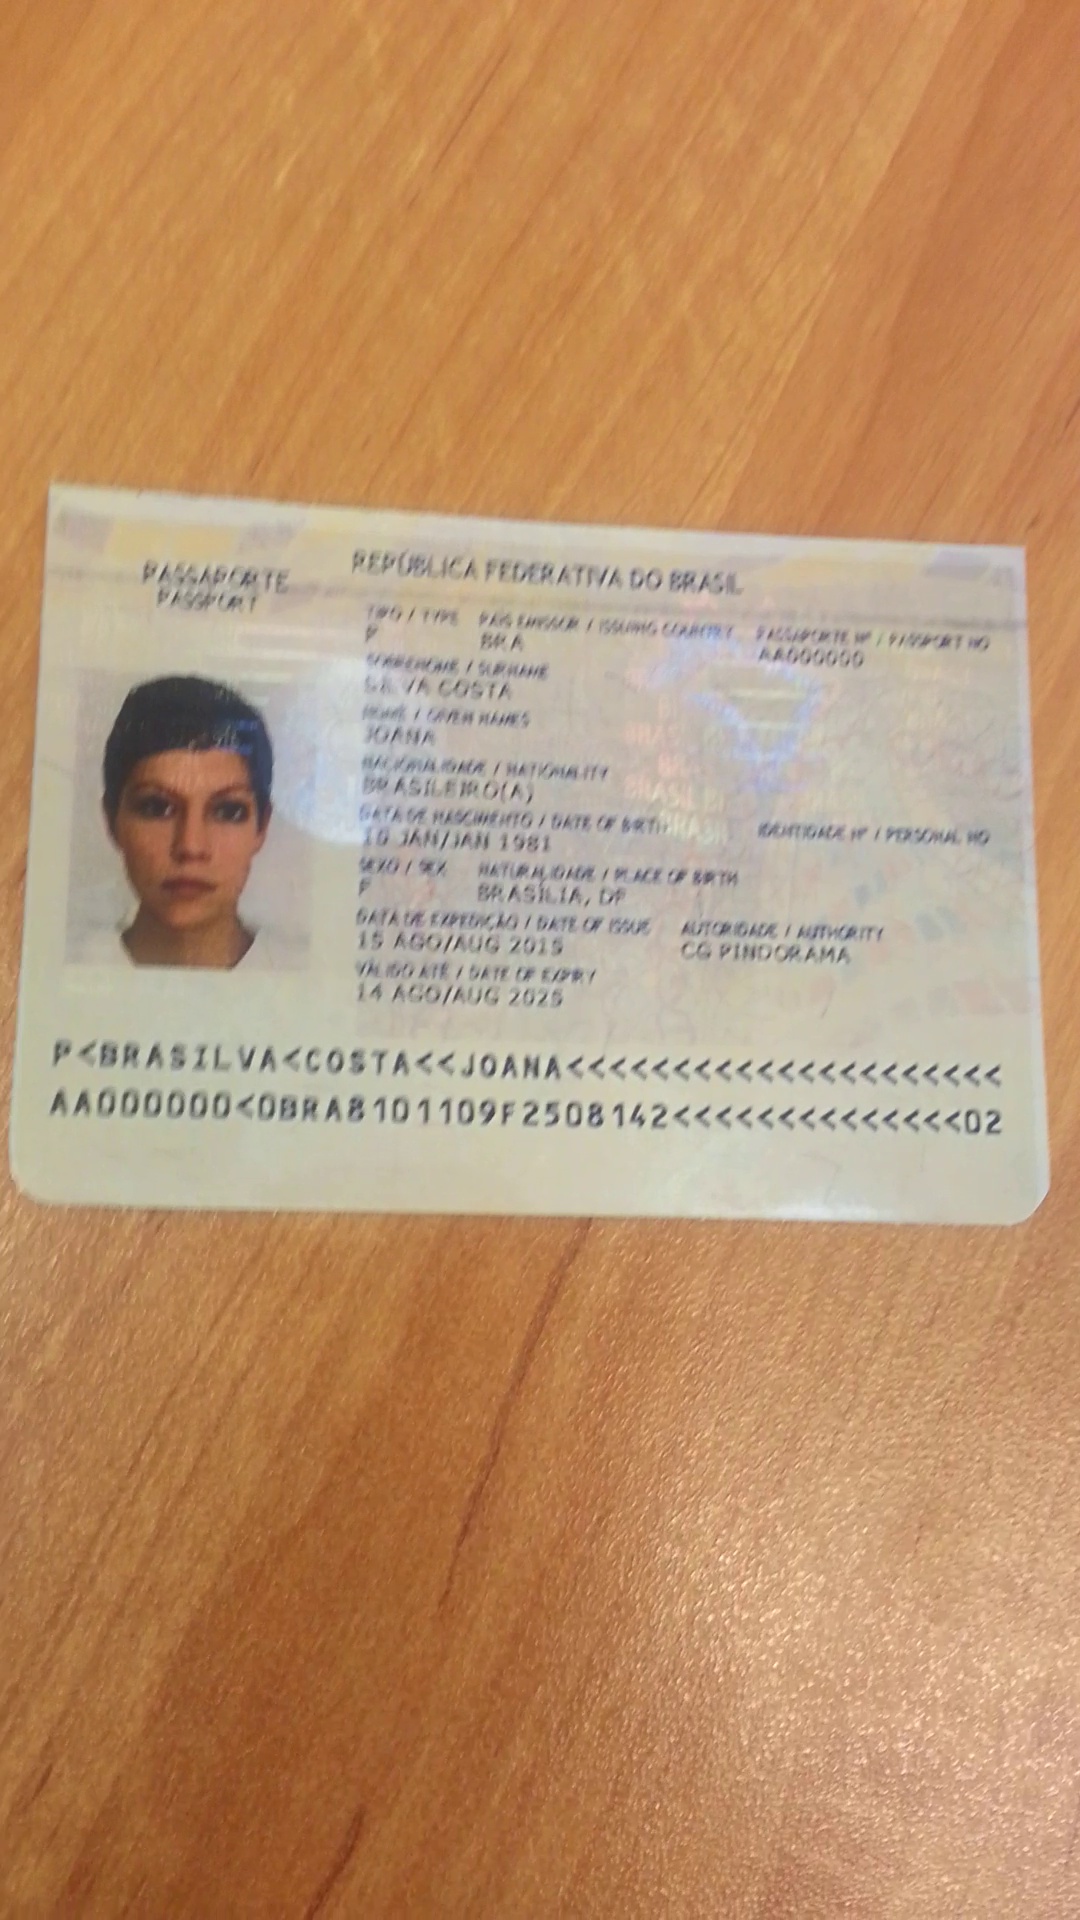 PASSAPORTE
PASSPORT
REPÚBLICA FEDERATIVA DO BRASIL
TIPO / TYPE PAÍS EMISSOR / ISSUING COUNTRY PASSAPORTE Nº / PASSPORT NO
P BRA AA000000
SOBRENOME / SURNAME
SILVA COSTA
NOME / GIVEN NAMES
JOANA
NACIONALIDADE / NATIONALITY
BRASILEIRO(A)
DATA DE NASCIMENTO / DATE OF BIRTH IDENTIDADE Nº / PERSONAL NO
10 JAN/JAN 1981
SEXO / SEX NATURALIDADE / PLACE OF BIRTH
F BRASÍLIA, DF
DATA DE EXPEDIÇÃO / DATE OF ISSUE AUTORIDADE / AUTHORITY
15 AGO/AUG 2015 CG PINDORAMA
VÁLIDO ATÉ / DATE OF EXPIRY
14 AGO/AUG 2025
P<BRASILVA<COSTA<<JOANA<<<<<<<<<<<<<<<<<<<<<
AA000000<0BRA8101109F2508142<<<<<<<<<<<<<<02